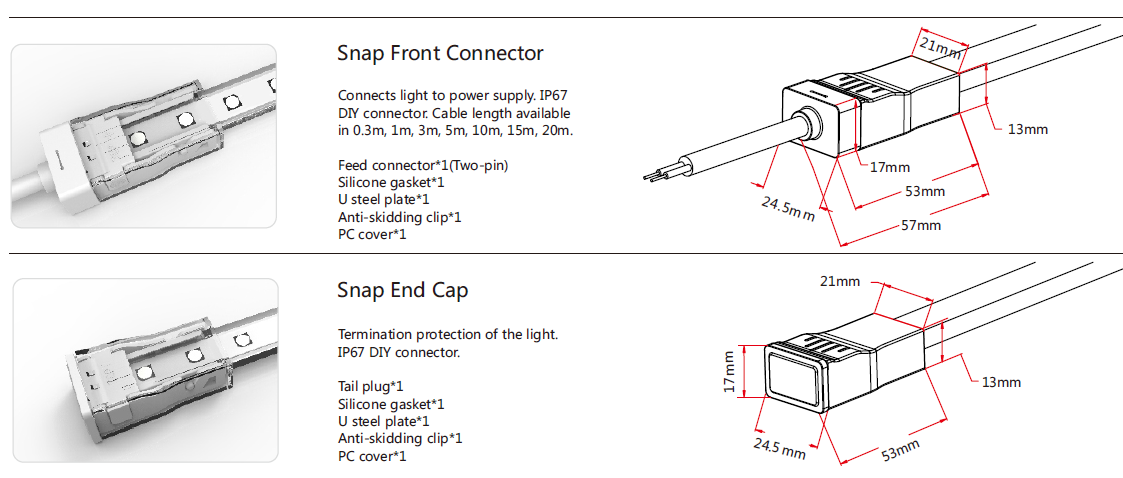 Snap Front Connector
Connects light to power supply. IP67
DIY connector. Cable length available
in 0.3m, 1m, 3m, 5m, 10m, 15m, 20m.
Feed connector*1(Two-pin)
Silicone gasket*1
U steel plate*1
Anti-skidding clip*1
PC cover*1
21mm
13mm
17mm
53mm
24.5mm
57mm
Snap End Cap
Termination protection of the light.
IP67 DIY connector.
Tail plug*1
Silicone gasket*1
U steel plate*1
Anti-skidding clip*1
PC cover*1
21mm
17mm
13mm
24.5mm
53mm